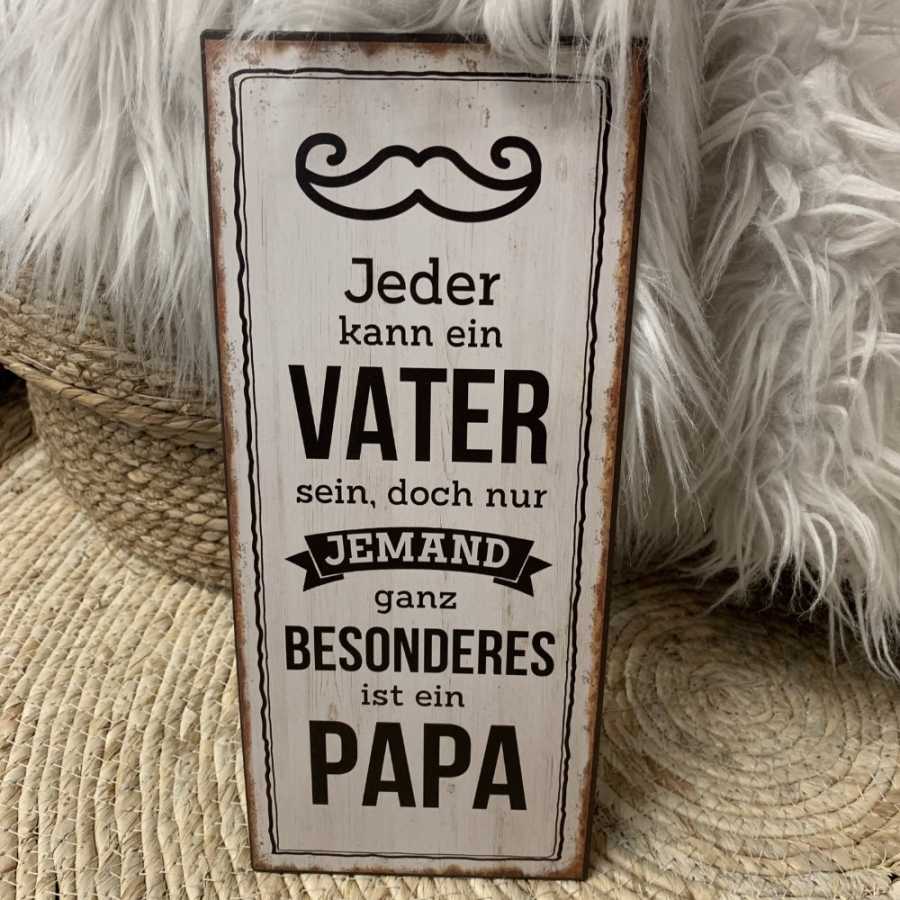 Jeder
kann ein
VATER
sein, doch nur
JEMAND
ganz
BESONDERES
ist ein
PAPA